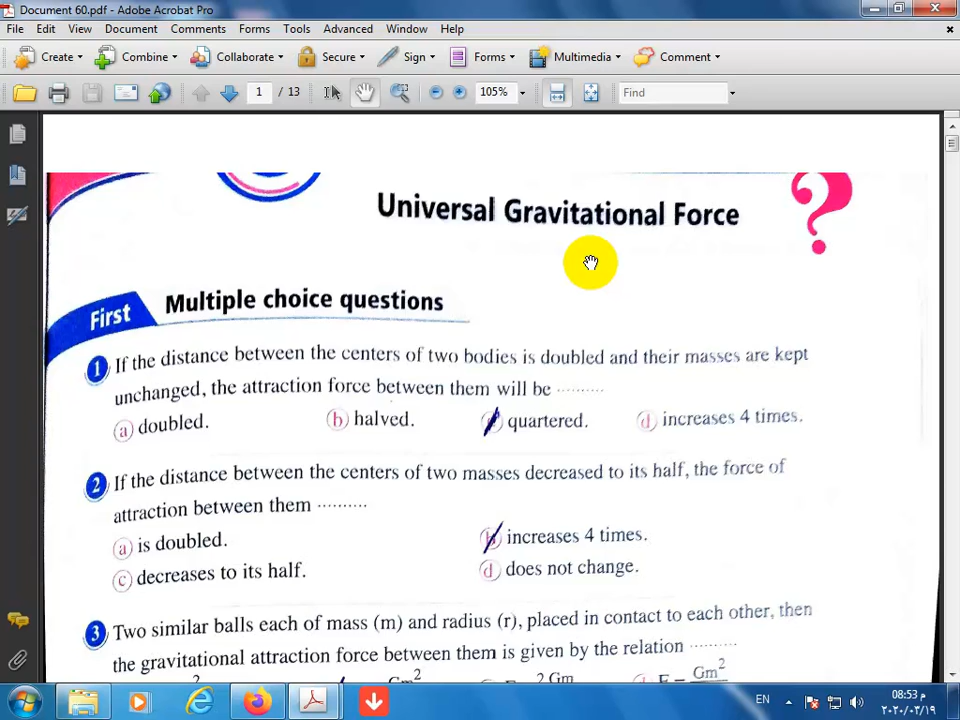 Document 60.pdf - Adobe Acrobat Pro
File Edit View Document Comments Forms Tools Advanced Window Help
Create Combine Collaborate Secure Sign Forms Multimedia Comment
1 / 13 105% Find
Universal Gravitational Force
?
First Multiple choice questions
1 If the distance between the centers of two bodies is doubled and their masses are kept
unchanged, the attraction force between them will be ..........
a doubled. b halved. quartered. d increases 4 times.
2 If the distance between the centers of two masses decreased to its half, the force of
attraction between them ..........
a is doubled. b increases 4 times.
c decreases to its half. d does not change.
3 Two similar balls each of mass (m) and radius (r), placed in contact to each other, then
the gravitational attraction force between them is given by the relation ..........
Gm² 2 Gm Gm²
EN 08:53 م
٢٠٢٠/٠٣/١٩